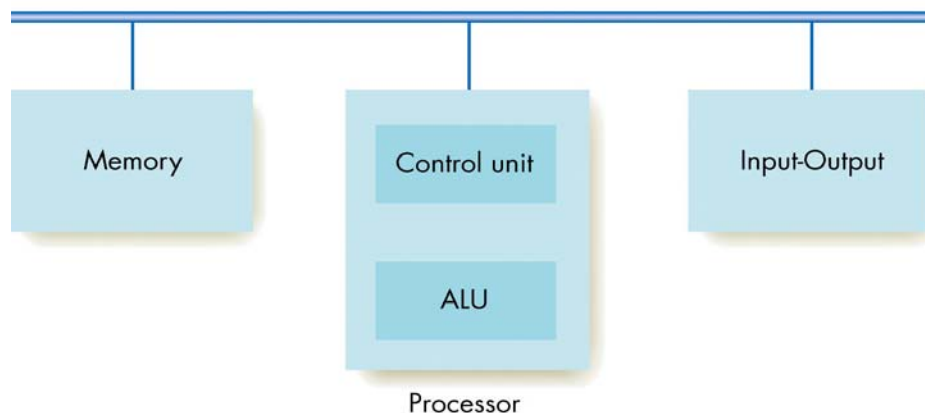 Memory
Control unit
ALU
Processor
Input-Output